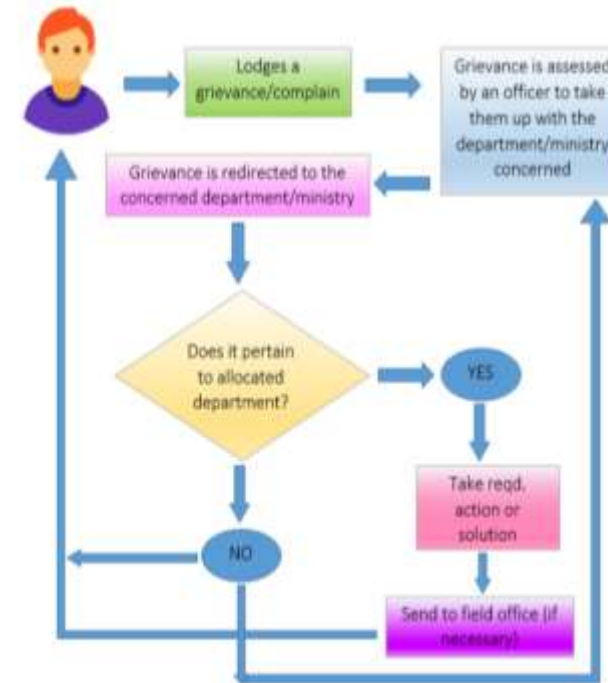 Lodges a
grievance/complain
Grievance is assessed
by an officer to take
them up with the
department/ministry
concerned
Grievance is redirected to the
concerned department/ministry
Does it pertain
to allocated
department?
YES
Take reqd.
action or
solution
NO
Send to field office (if
necessary)